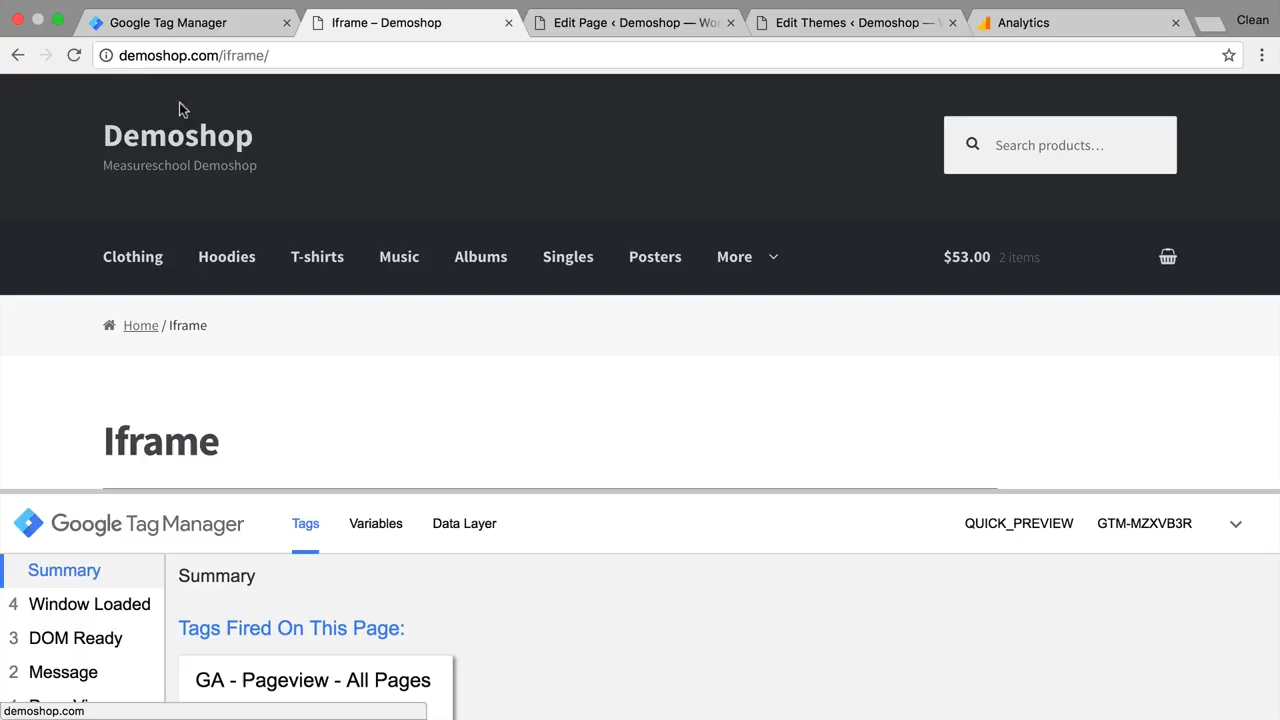 Google Tag Manager
Iframe – Demoshop
Edit Page ‹ Demoshop — Wor
Edit Themes ‹ Demoshop —
Analytics
Clean
demoshop.com/iframe/
Demoshop
Measureschool Demoshop
Search products…
Clothing Hoodies T-shirts Music Albums Singles Posters More $53.00 2 items
Home / Iframe
Iframe
Google Tag Manager Tags Variables Data Layer QUICK_PREVIEW GTM-MZXVB3R
Summary
4 Window Loaded
3 DOM Ready
2 Message
Summary
Tags Fired On This Page:
GA - Pageview - All Pages
demoshop.com